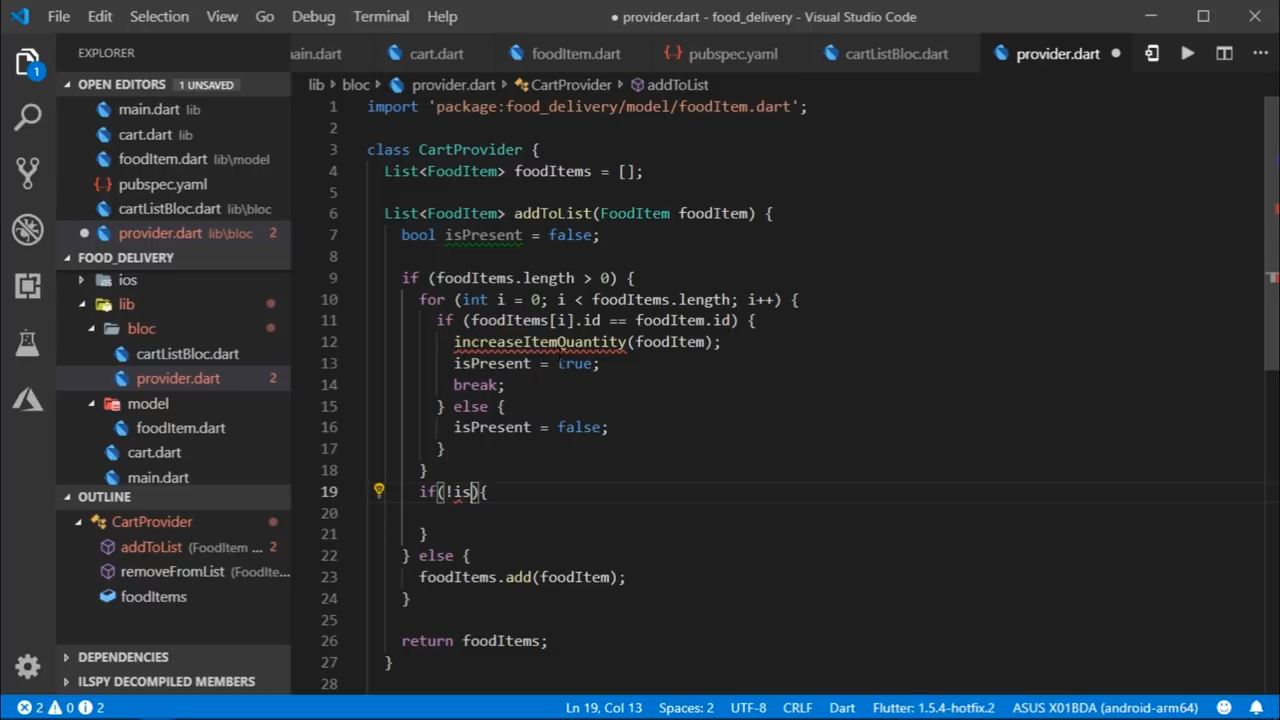 File Edit Selection View Go Debug Terminal Help
● provider.dart - food_delivery - Visual Studio Code
EXPLORER
OPEN EDITORS 1 UNSAVED
main.dart lib
cart.dart lib
foodItem.dart lib\model
pubspec.yaml
cartListBloc.dart lib\bloc
provider.dart lib\bloc 2
FOOD_DELIVERY
ios
lib
bloc
cartListBloc.dart
provider.dart 2
model
foodItem.dart
cart.dart
main.dart
OUTLINE
CartProvider
addToList (FoodItem ... 2
removeFromList (FoodIte...
foodItems
DEPENDENCIES
ILSPY DECOMPILED MEMBERS
1
main.dart cart.dart foodItem.dart pubspec.yaml cartListBloc.dart provider.dart
lib › bloc › provider.dart › CartProvider › addToList
1 import 'package:food_delivery/model/foodItem.dart';
2
3 class CartProvider {
4 List<FoodItem> foodItems = [];
5
6 List<FoodItem> addToList(FoodItem foodItem) {
7 bool isPresent = false;
8
9 if (foodItems.length > 0) {
10 for (int i = 0; i < foodItems.length; i++) {
11 if (foodItems[i].id == foodItem.id) {
12 increaseItemQuantity(foodItem);
13 isPresent = true;
14 break;
15 } else {
16 isPresent = false;
17 }
18 }
19 if(!is){
20
21 }
22 } else {
23 foodItems.add(foodItem);
24 }
25
26 return foodItems;
27 }
28
2 0 2 Ln 19, Col 13 Spaces: 2 UTF-8 CRLF Dart Flutter: 1.5.4-hotfix.2 ASUS X01BDA (android-arm64)